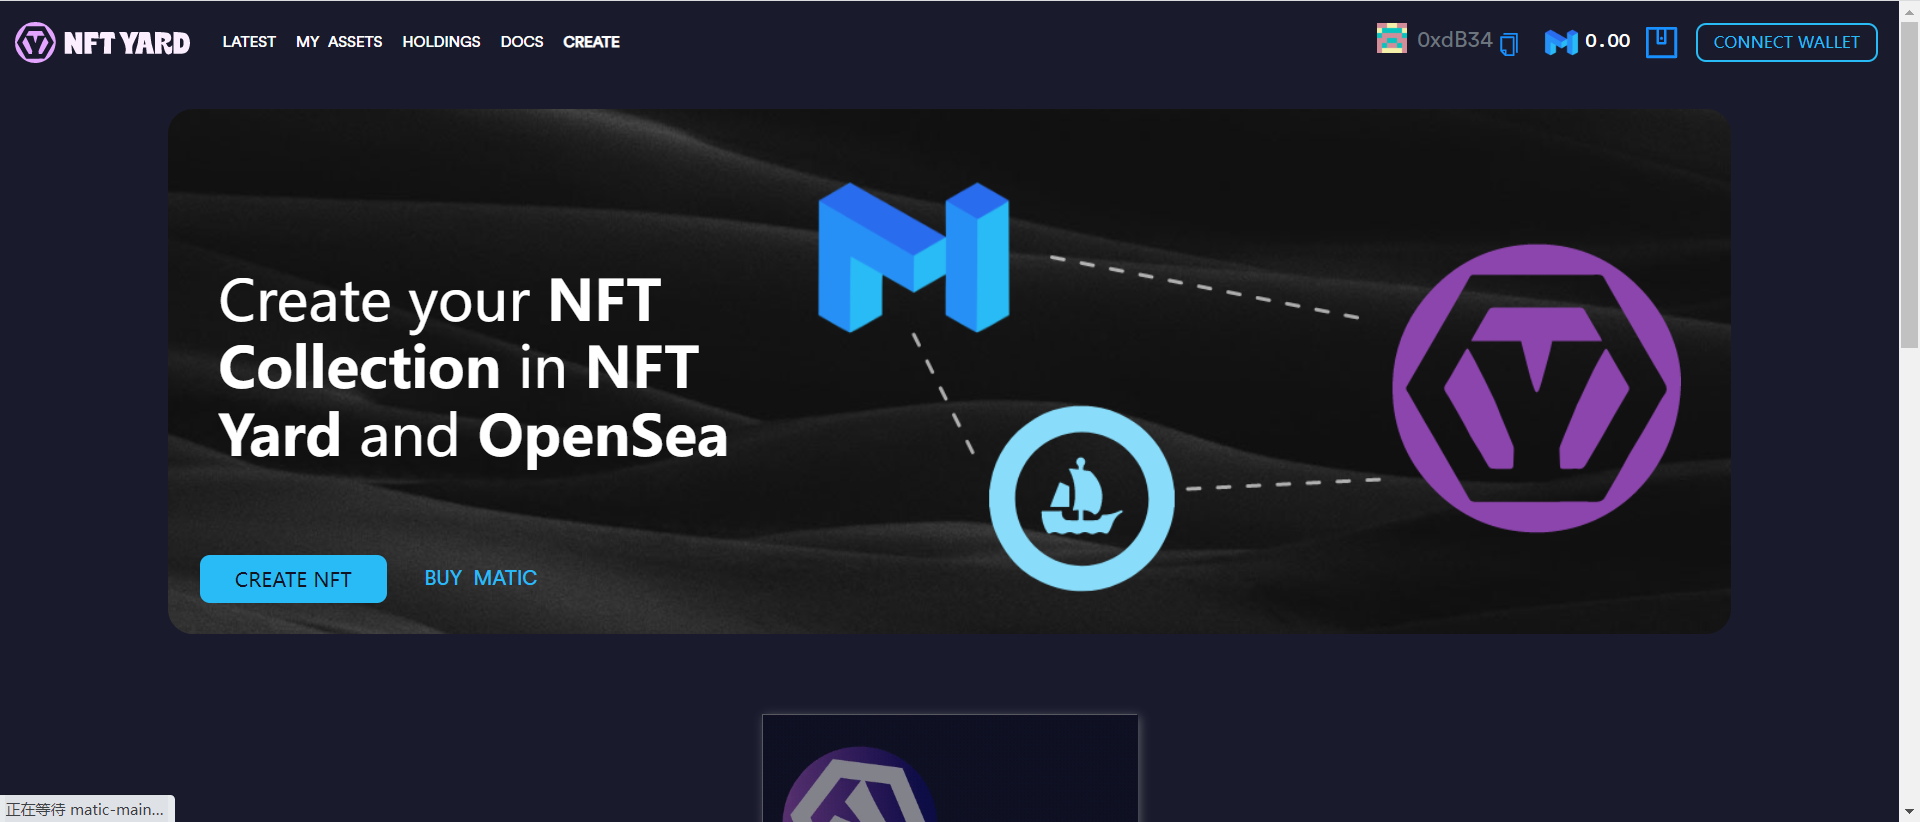 NFT YARD
LATEST MY ASSETS HOLDINGS DOCS CREATE
0xdB34 0.00 CONNECT WALLET
Create your NFT
Collection in NFT
Yard and OpenSea
CREATE NFT BUY MATIC
正在等待 matic-main...